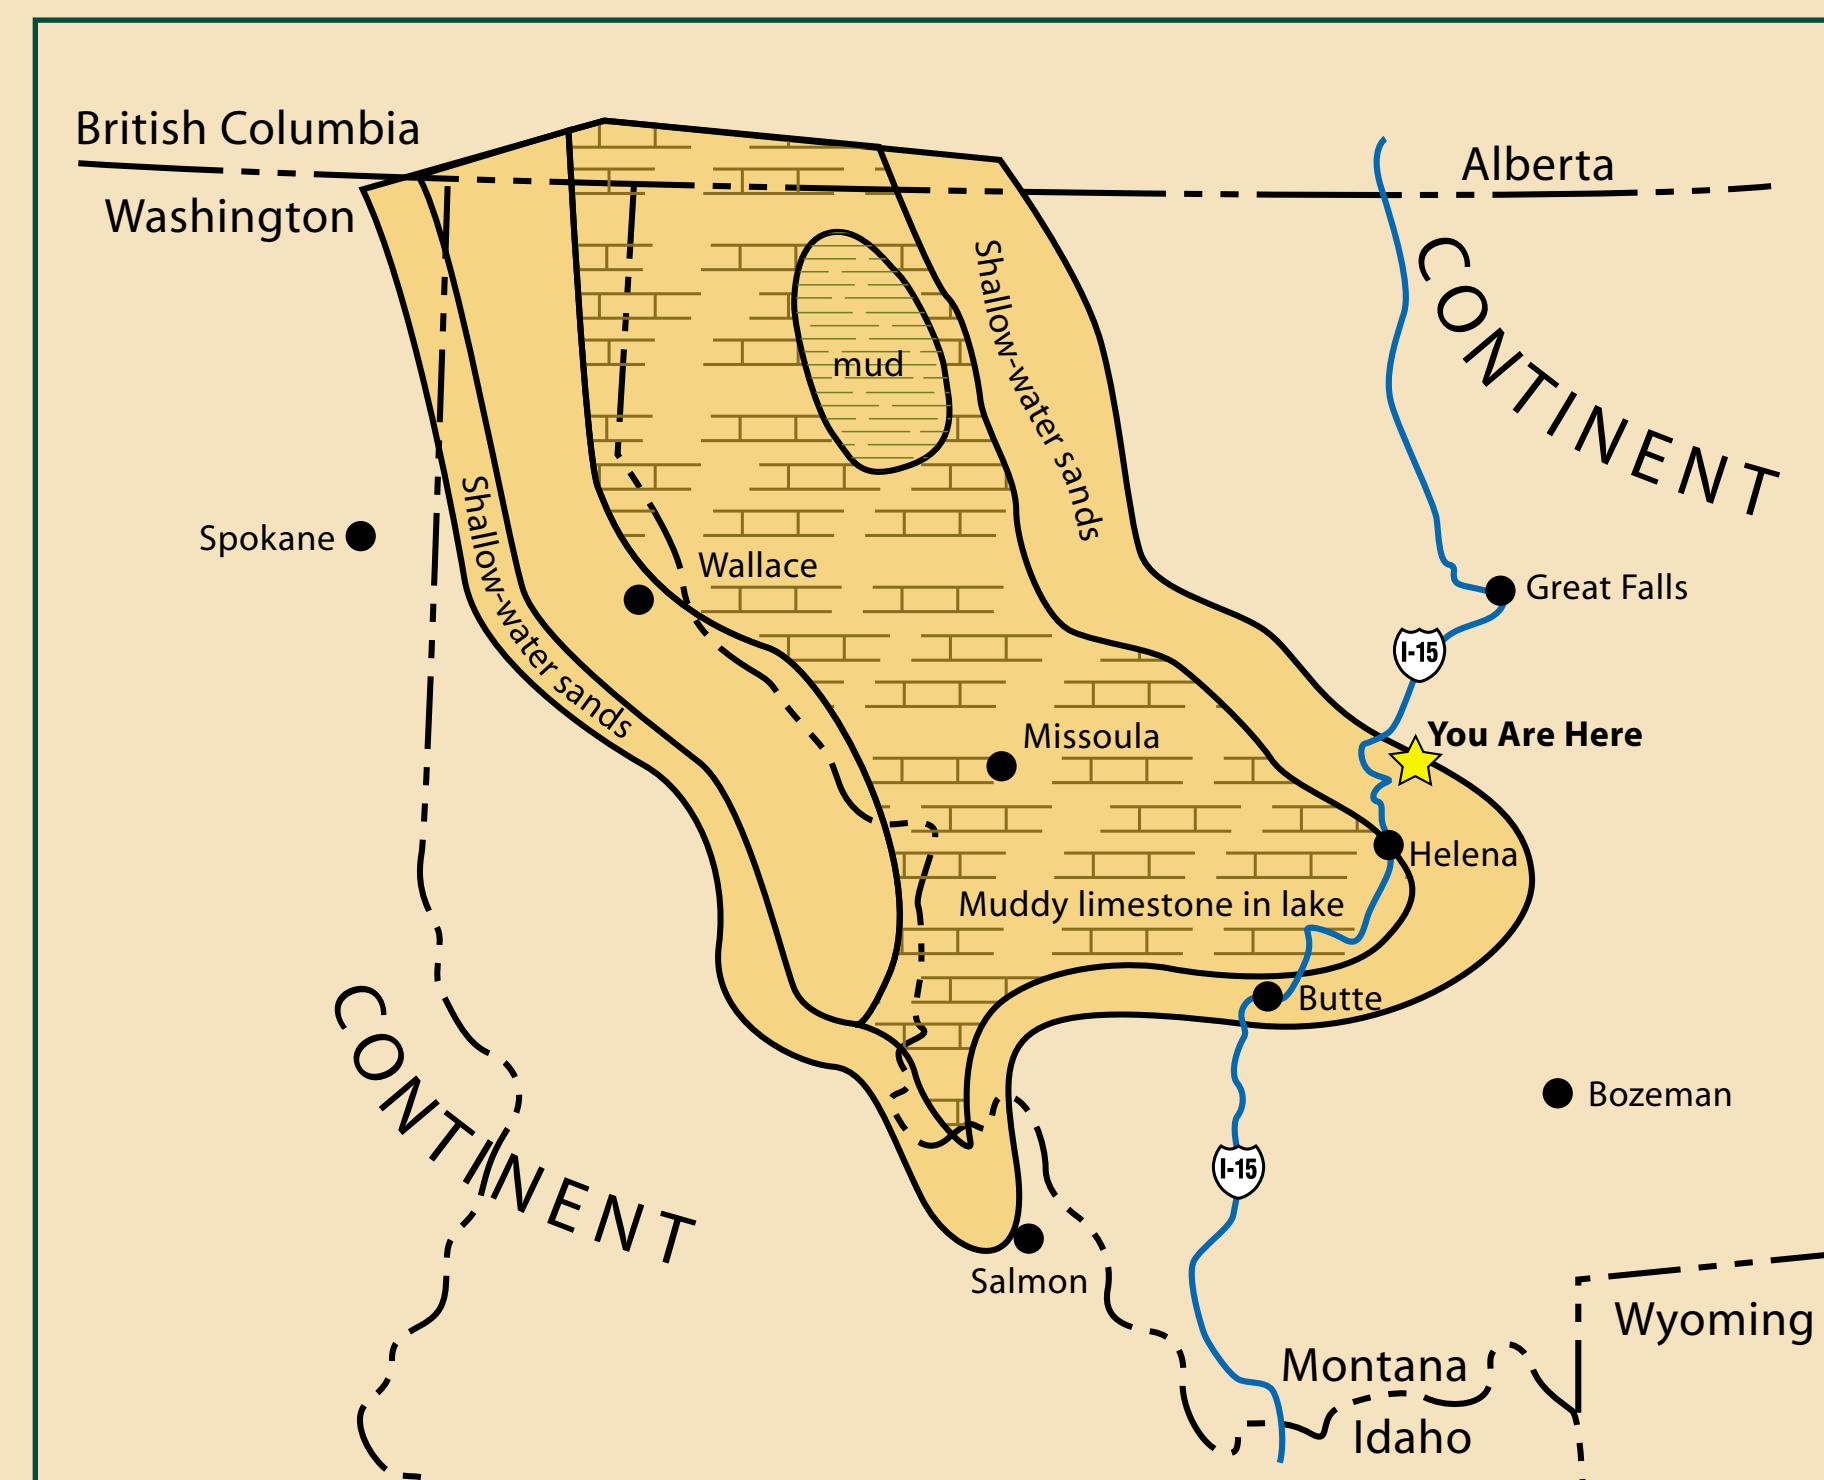 British Columbia
Alberta
Washington
CONTINENT
Shallow-water sands
mud
Shallow-water sands
Spokane
Wallace
Great Falls
I-15
You Are Here
Missoula
Helena
Muddy limestone in lake
Butte
CONTINENT
Bozeman
I-15
Salmon
Wyoming
Montana
Idaho